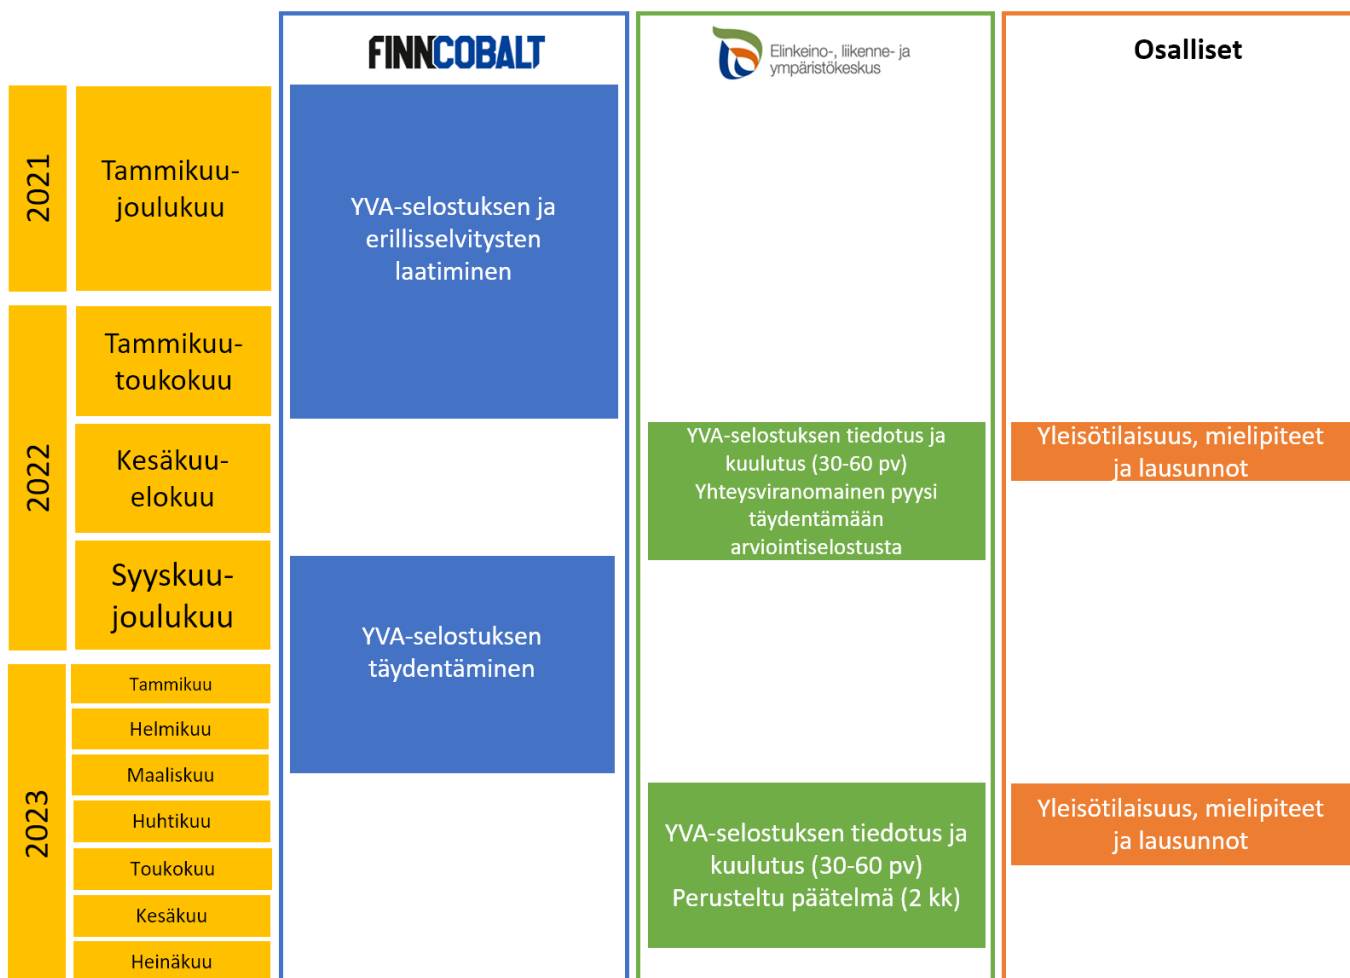 FINNCOBALT
Elinkeino-, liikenne- ja
ympäristökeskus
Osalliset
2021
Tammikuu-
joulukuu
YVA-selostuksen ja
erillisselvitysten
laatiminen
2022
Tammikuu-
toukokuu
Kesäkuu-
elokuu
YVA-selostuksen tiedotus ja
kuulutus (30-60 pv)
Yhteysviranomainen pyysi
täydentämään
arviointiselostusta
Yleisötilaisuus, mielipiteet
ja lausunnot
Syyskuu-
joulukuu
YVA-selostuksen
täydentäminen
2023
Tammikuu
Helmikuu
Maaliskuu
Huhtikuu
Toukokuu
Kesäkuu
Heinäkuu
YVA-selostuksen tiedotus ja
kuulutus (30-60 pv)
Perusteltu päätelmä (2 kk)
Yleisötilaisuus, mielipiteet
ja lausunnot